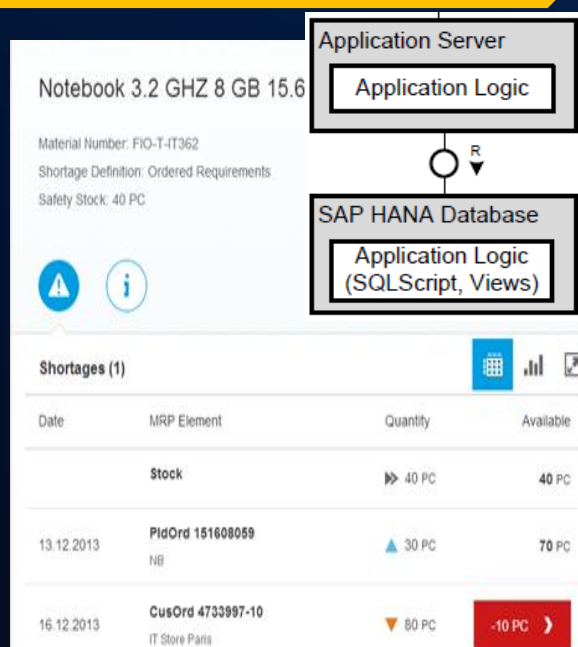 Application Server
Application Logic
R
SAP HANA Database
Application Logic
(SQLScript, Views)
Notebook 3.2 GHZ 8 GB 15.6
Material Number: FIO-T-IT362
Shortage Definition: Ordered Requirements
Safety Stock: 40 PC
i
Shortages (1)
Date MRP Element Quantity Available
Stock 40 PC 40 PC
13.12.2013 PldOrd 151608059 30 PC 70 PC
NB
16.12.2013 CusOrd 4733997-10 80 PC -10 PC
IT Store Paris